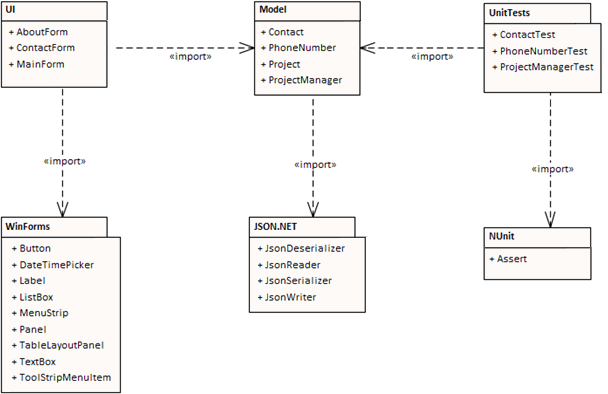 UI
+ AboutForm
+ ContactForm
+ MainForm
«import»
Model
+ Contact
+ PhoneNumber
+ Project
+ ProjectManager
«import»
UnitTests
+ ContactTest
+ PhoneNumberTest
+ ProjectManagerTest
«import»
«import»
«import»
WinForms
+ Button
+ DateTimePicker
+ Label
+ ListBox
+ MenuStrip
+ Panel
+ TableLayoutPanel
+ TextBox
+ ToolStripMenuItem
JSON.NET
+ JsonDeserializer
+ JsonReader
+ JsonSerializer
+ JsonWriter
NUnit
+ Assert